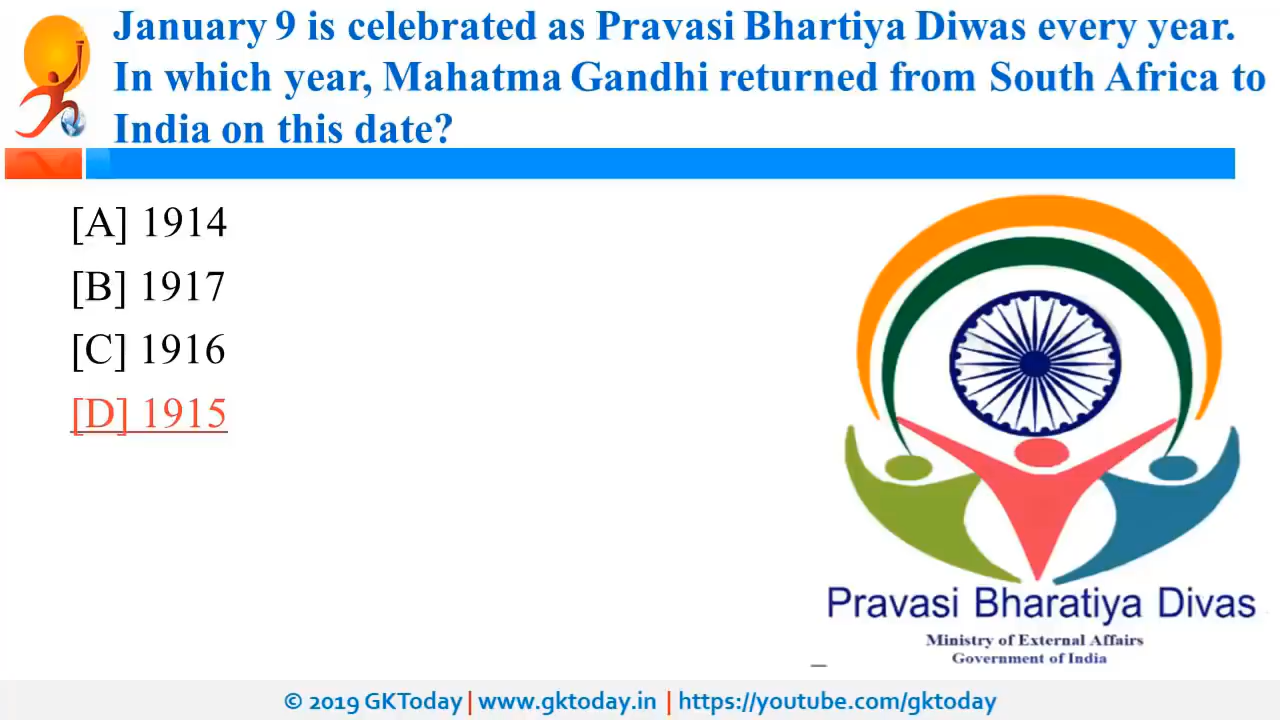 January 9 is celebrated as Pravasi Bhartiya Diwas every year.
In which year, Mahatma Gandhi returned from South Africa to
India on this date?
[A] 1914
[B] 1917
[C] 1916
[D] 1915
Pravasi Bharatiya Divas
Ministry of External Affairs
Government of India
© 2019 GKToday | www.gktoday.in | https://youtube.com/gktoday